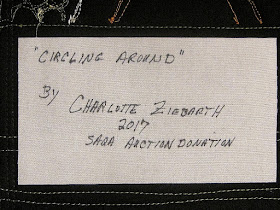 "CIRCLING AROUND"
By CHARLOTTE ZIEBARTH
2017
SAQA AUCTION DONATION